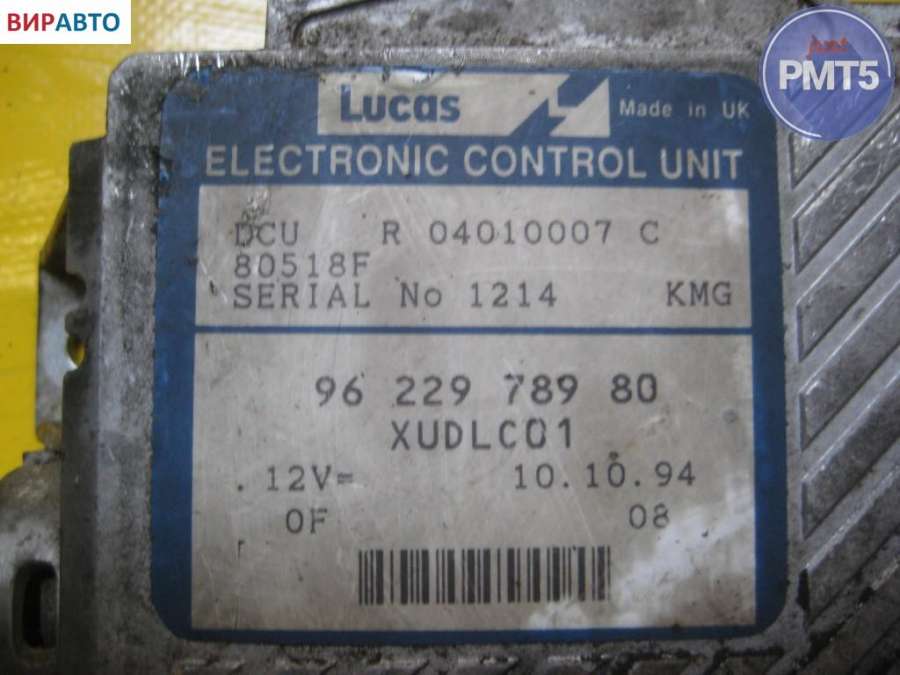 ВИРАВТО
just
PMT5
Lucas
Made in UK
ELECTRONIC CONTROL UNIT
DCU R 04010007 C
80518F
SERIAL No 1214 KMG
96 229 789 80
XUDLC01
. 12V= 10.10.94
0F 08